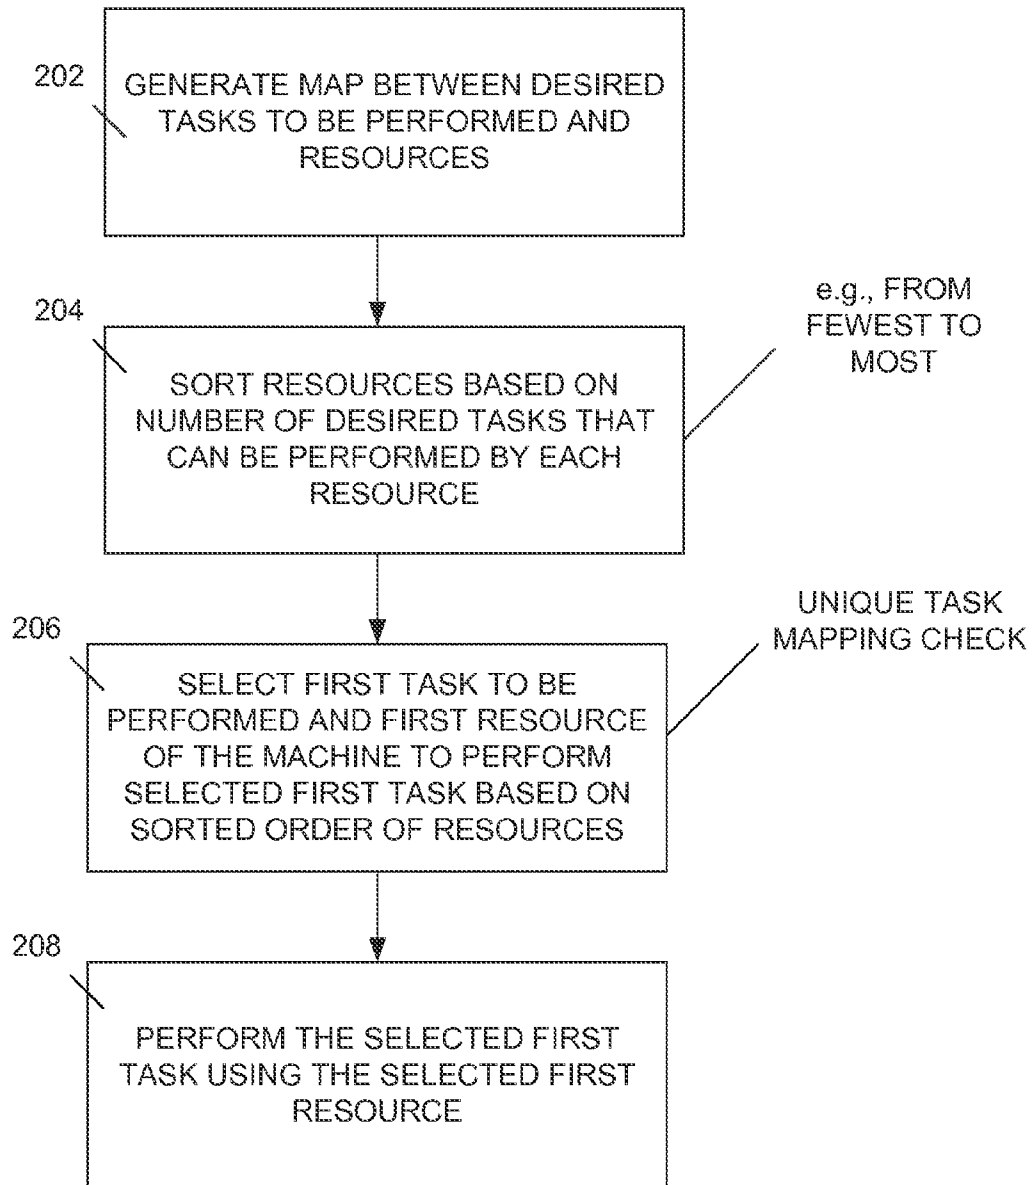 202
GENERATE MAP BETWEEN DESIRED
TASKS TO BE PERFORMED AND
RESOURCES
204
SORT RESOURCES BASED ON
NUMBER OF DESIRED TASKS THAT
CAN BE PERFORMED BY EACH
RESOURCE
e.g., FROM
FEWEST TO
MOST
206
SELECT FIRST TASK TO BE
PERFORMED AND FIRST RESOURCE
OF THE MACHINE TO PERFORM
SELECTED FIRST TASK BASED ON
SORTED ORDER OF RESOURCES
UNIQUE TASK
MAPPING CHECK
208
PERFORM THE SELECTED FIRST
TASK USING THE SELECTED FIRST
RESOURCE